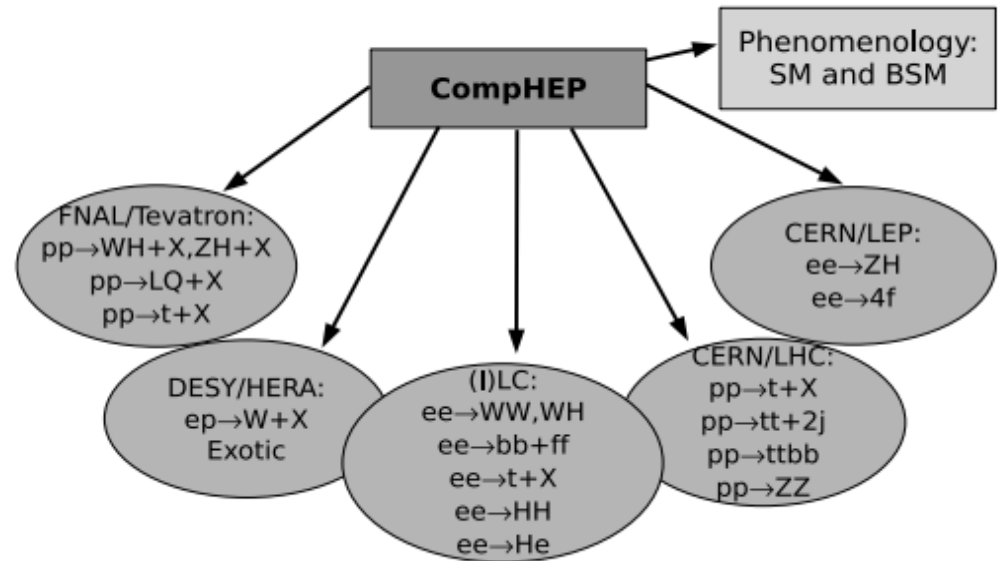 CompHEP
Phenomenology:
SM and BSM
FNAL/Tevatron:
pp→WH+X,ZH+X
pp→LQ+X
pp→t+X
DESY/HERA:
ep→W+X
Exotic
(I)LC:
ee→WW,WH
ee→bb+ff
ee→t+X
ee→HH
ee→He
CERN/LHC:
pp→t+X
pp→tt+2j
pp→ttbb
pp→ZZ
CERN/LEP:
ee→ZH
ee→4f